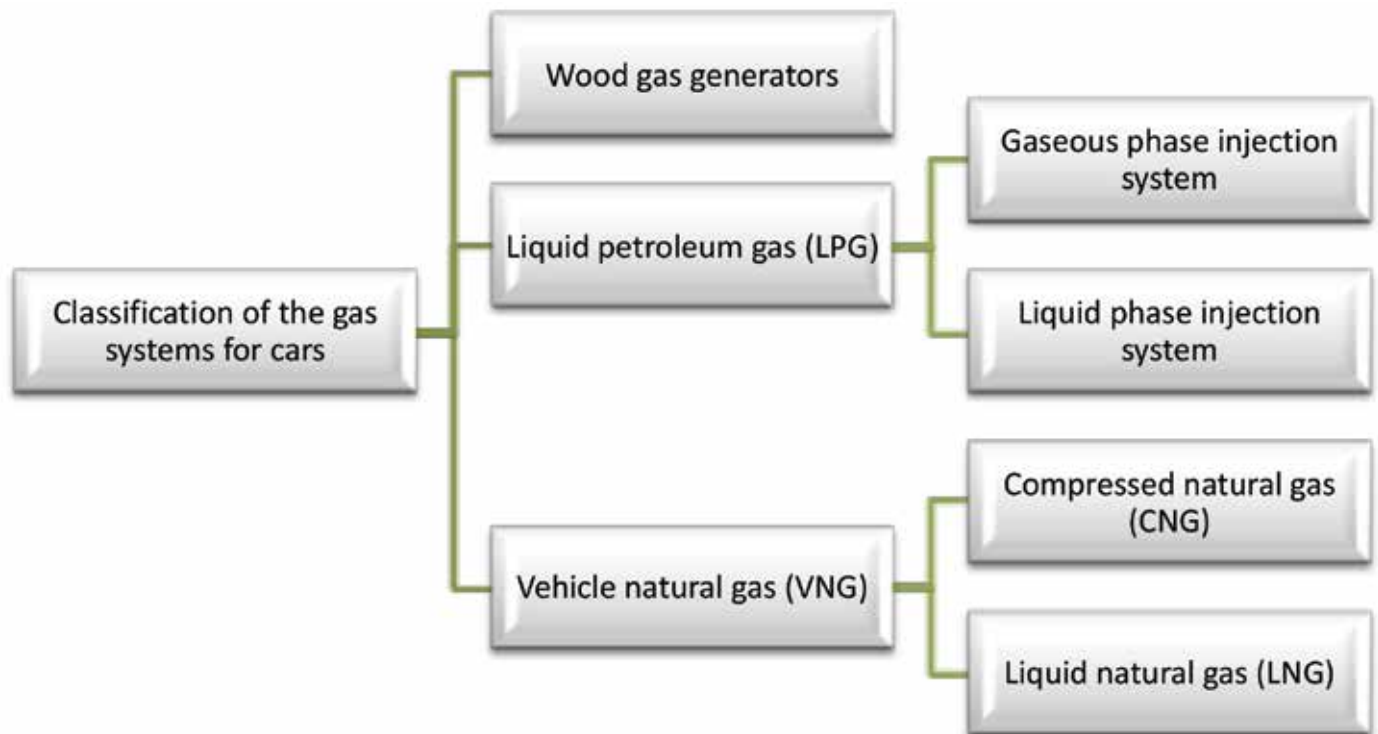 Classification of the gas
systems for cars
Wood gas generators
Liquid petroleum gas (LPG)
Gaseous phase injection
system
Liquid phase injection
system
Vehicle natural gas (VNG)
Compressed natural gas
(CNG)
Liquid natural gas (LNG)